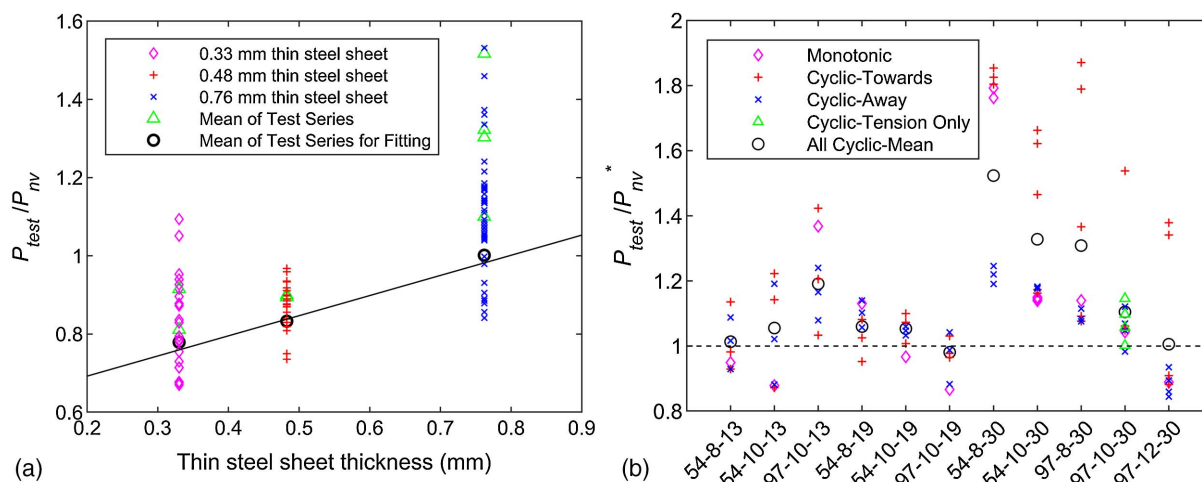 1.6
1.4
1.2
1
0.8
0.6
P_test/P_nv
0.33 mm thin steel sheet
0.48 mm thin steel sheet
0.76 mm thin steel sheet
Mean of Test Series
Mean of Test Series for Fitting
0.2 0.3 0.4 0.5 0.6 0.7 0.8 0.9
Thin steel sheet thickness (mm)
(a)
2
1.8
1.6
1.4
1.2
1
0.8
P_test/P_nv*
Monotonic
Cyclic-Towards
Cyclic-Away
Cyclic-Tension Only
All Cyclic-Mean
54-8-13
54-10-13
97-10-13
54-8-19
54-10-19
97-10-19
54-8-30
54-10-30
97-8-30
97-10-30
97-12-30
(b)